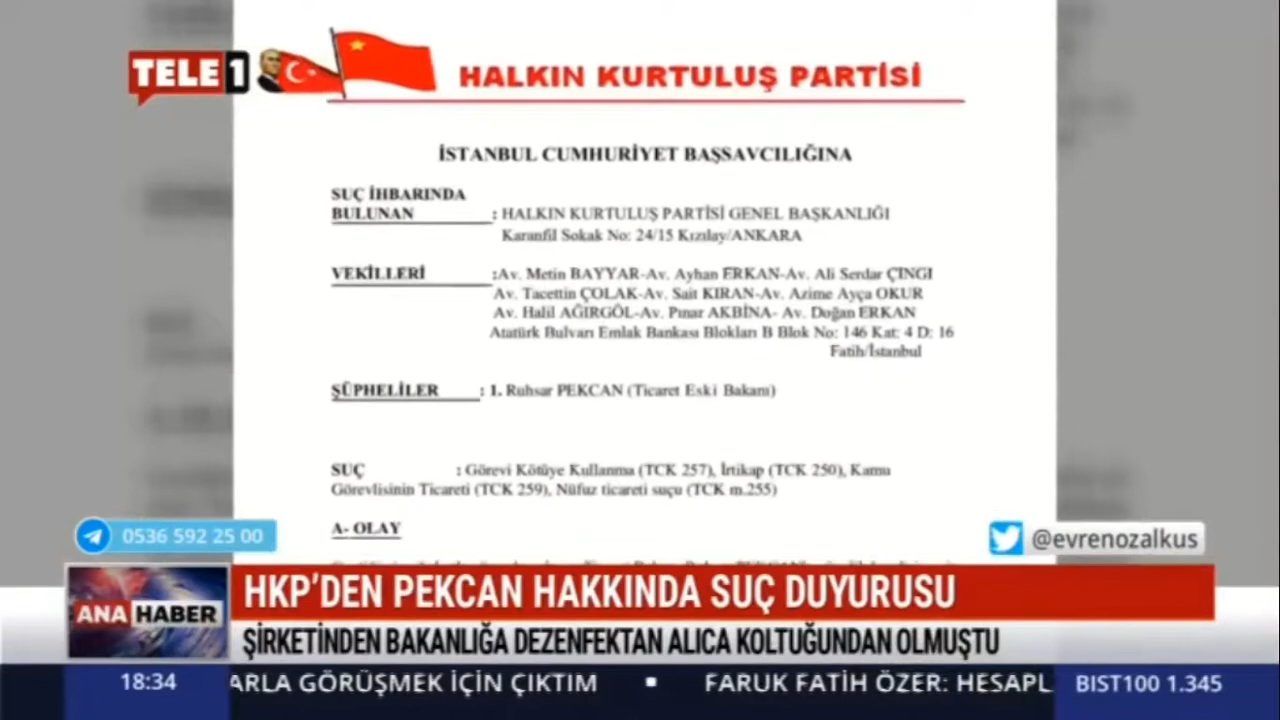 TELE 1
HALKIN KURTULUŞ PARTİSİ
İSTANBUL CUMHURİYET BAŞSAVCILIĞINA
SUÇ İHBARINDA
BULUNAN : HALKIN KURTULUŞ PARTİSİ GENEL BAŞKANLIĞI
Karanfil Sokak No: 24/15 Kızılay/ANKARA
VEKİLLERİ :Av. Metin BAYYAR-Av. Ayhan ERKAN-Av. Ali Serdar ÇINGI
Av. Tacettin ÇOLAK-Av. Sait KIRAN-Av. Azime Ayça OKUR
Av. Halil AĞIRGÖL-Av. Pınar AKBİNA- Av. Doğan ERKAN
Atatürk Bulvarı Emlak Bankası Blokları B Blok No: 146 Kat: 4 D: 16
Fatih/İstanbul
ŞÜPHELİLER : 1. Ruhsar PEKCAN (Ticaret Eski Bakanı)
SUÇ : Görevi Kötüye Kullanma (TCK 257), İrtikap (TCK 250), Kamu
Görevlisinin Ticareti (TCK 259), Nüfuz ticareti suçu (TCK m.255)
A- OLAY
0536 592 25 00
@evrenozalkus
ANA HABER
HKP'DEN PEKCAN HAKKINDA SUÇ DUYURUSU
ŞİRKETİNDEN BAKANLIĞA DEZENFEKTAN ALICA KOLTUĞUNDAN OLMUŞTU
18:34 ARLA GÖRÜŞMEK İÇİN ÇIKTIM ▪ FARUK FATİH ÖZER: HESAPL BIST100 1.345